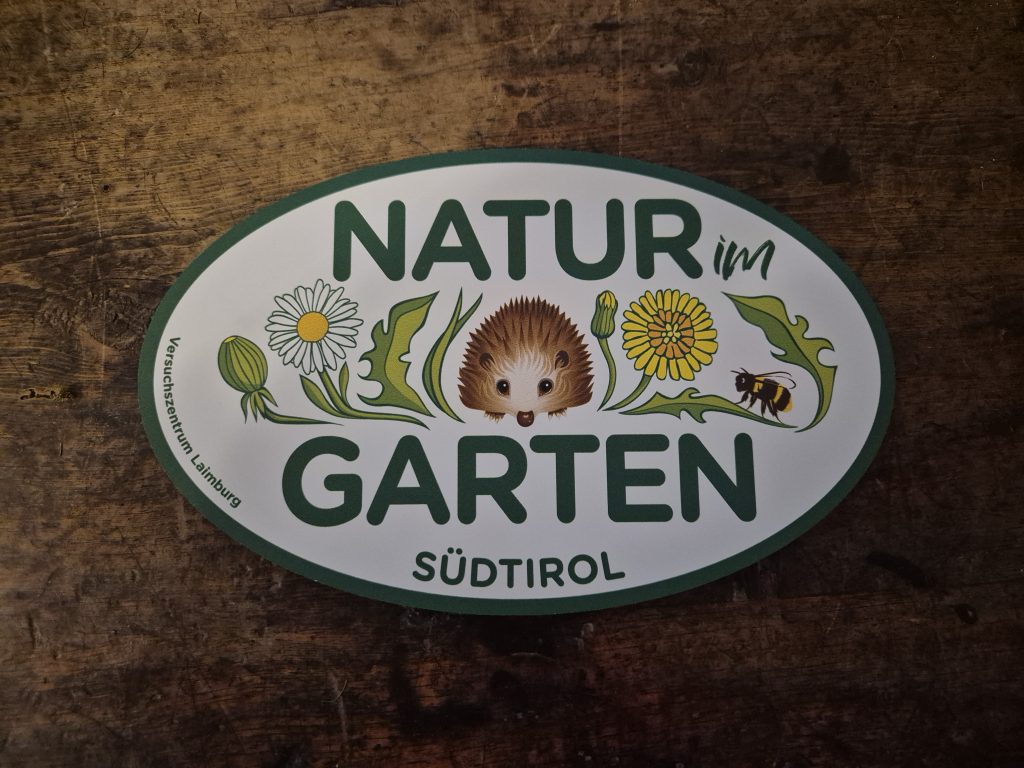 NATUR im
GARTEN
SÜDTIROL
Versuchszentrum Laimburg